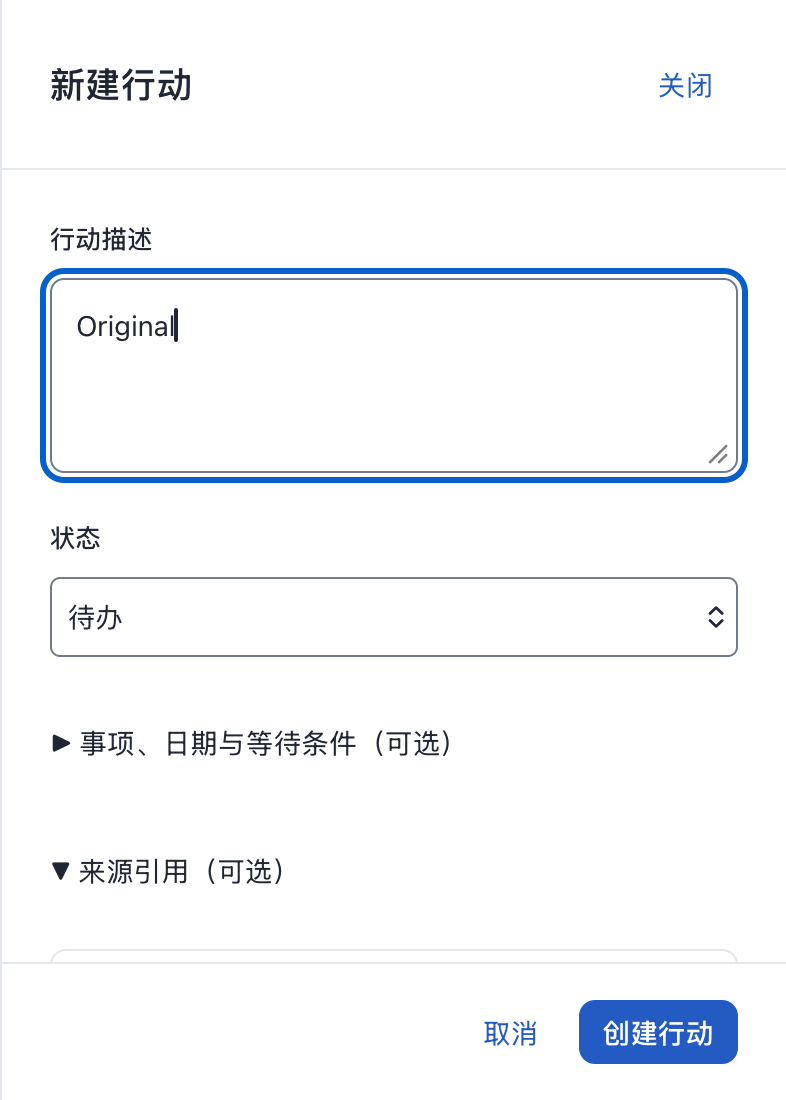 新建行动
关闭
行动描述
Original
状态
待办
事项、日期与等待条件（可选）
来源引用（可选）
取消
创建行动